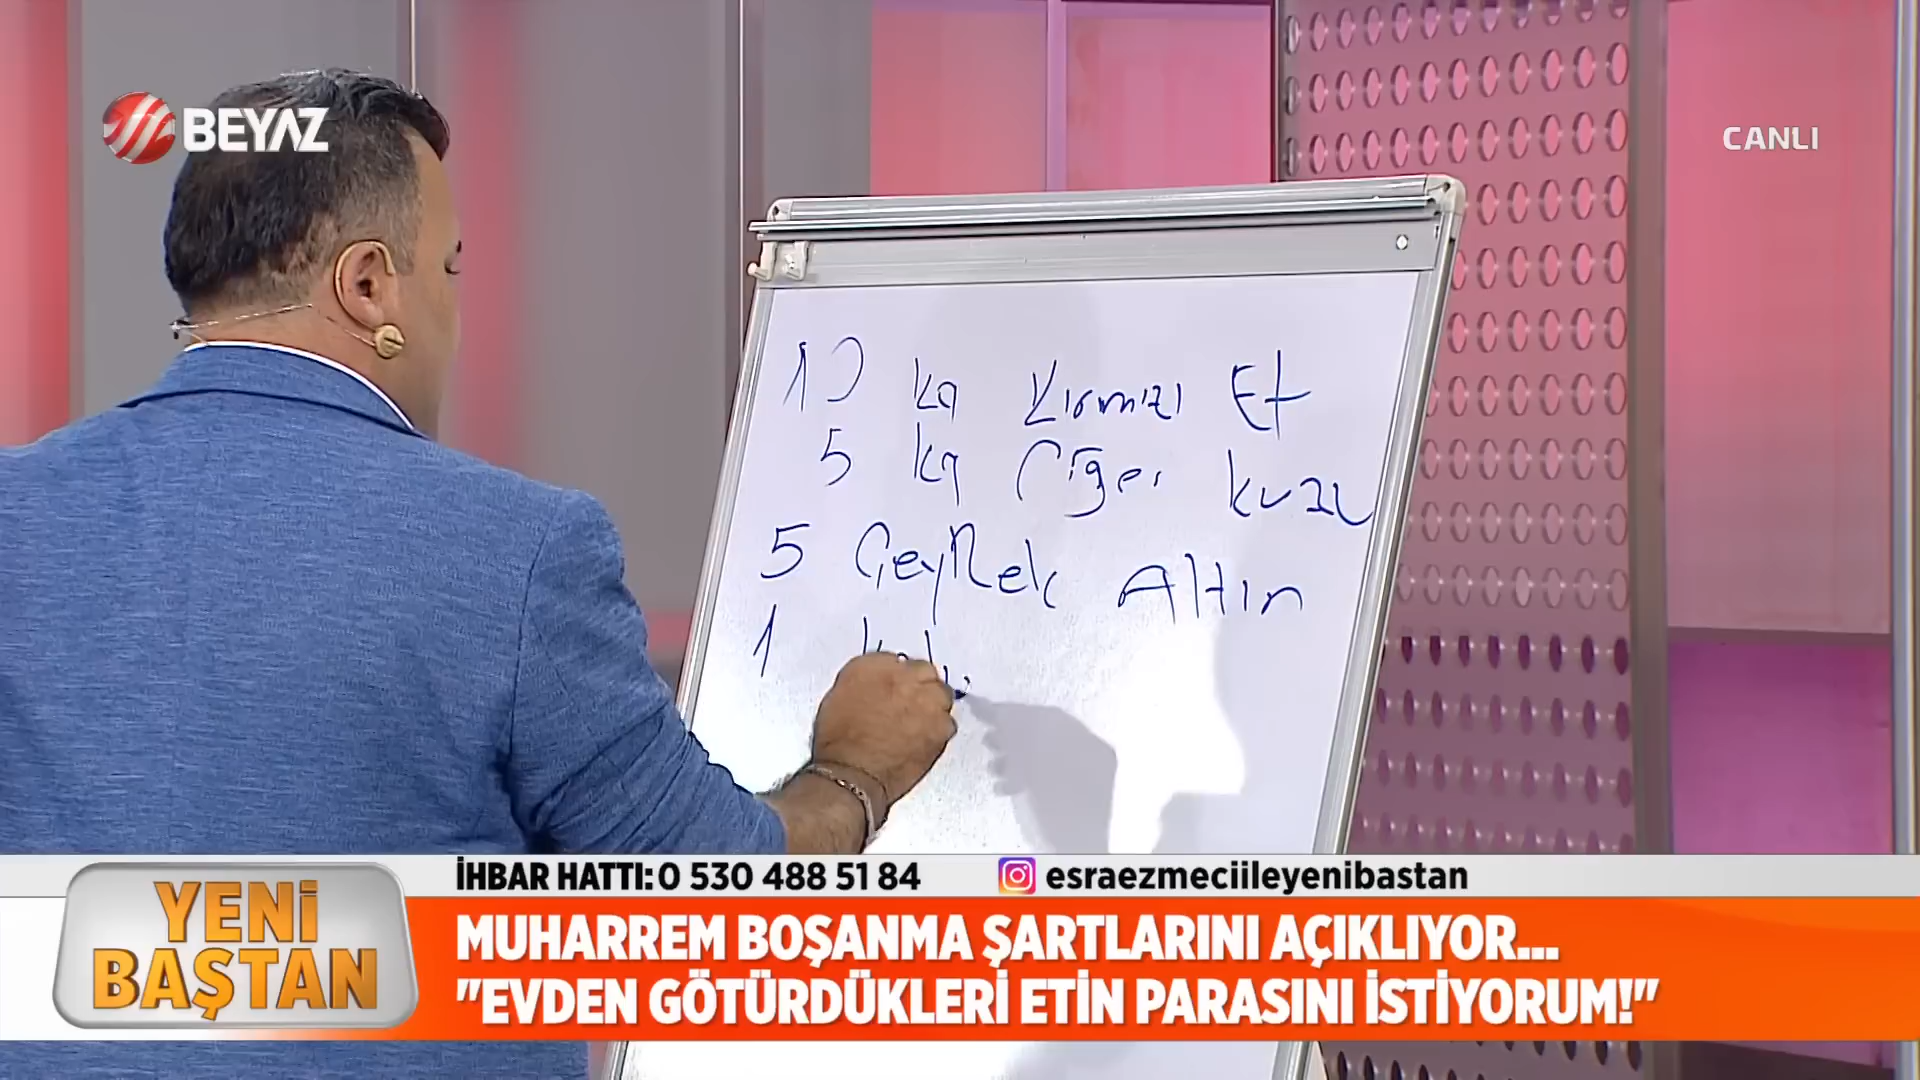 BEYAZ
CANLI
10 kg Kırmızı Et
5 kg Ciğer kuzu
5 Çeyrek Altın
1
İHBAR HATTI: 0 530 488 51 84
esraezmeciileyenibastan
YENİ
BAŞTAN
MUHARREM BOŞANMA ŞARTLARINI AÇIKLIYOR...
"EVDEN GÖTÜRDÜKLERİ ETİN PARASINI İSTİYORUM!"